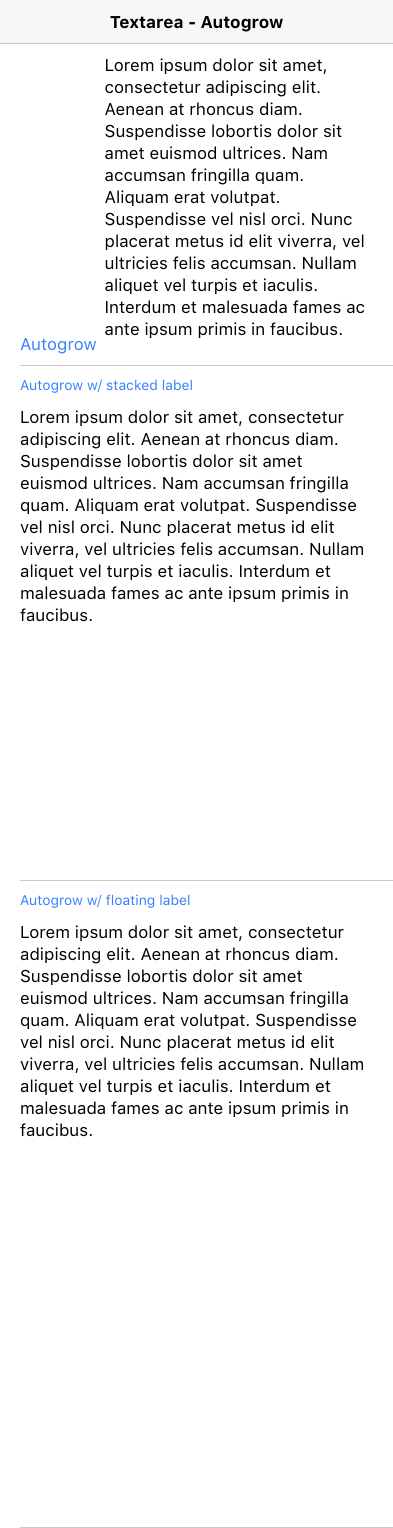 Textarea - Autogrow
Lorem ipsum dolor sit amet,
consectetur adipiscing elit.
Aenean at rhoncus diam.
Suspendisse lobortis dolor sit
amet euismod ultrices. Nam
accumsan fringilla quam.
Aliquam erat volutpat.
Suspendisse vel nisl orci. Nunc
placerat metus id elit viverra, vel
ultricies felis accumsan. Nullam
aliquet vel turpis et iaculis.
Interdum et malesuada fames ac
ante ipsum primis in faucibus.
Autogrow
Autogrow w/ stacked label
Lorem ipsum dolor sit amet, consectetur
adipiscing elit. Aenean at rhoncus diam.
Suspendisse lobortis dolor sit amet
euismod ultrices. Nam accumsan fringilla
quam. Aliquam erat volutpat. Suspendisse
vel nisl orci. Nunc placerat metus id elit
viverra, vel ultricies felis accumsan. Nullam
aliquet vel turpis et iaculis. Interdum et
malesuada fames ac ante ipsum primis in
faucibus.
Autogrow w/ floating label
Lorem ipsum dolor sit amet, consectetur
adipiscing elit. Aenean at rhoncus diam.
Suspendisse lobortis dolor sit amet
euismod ultrices. Nam accumsan fringilla
quam. Aliquam erat volutpat. Suspendisse
vel nisl orci. Nunc placerat metus id elit
viverra, vel ultricies felis accumsan. Nullam
aliquet vel turpis et iaculis. Interdum et
malesuada fames ac ante ipsum primis in
faucibus.